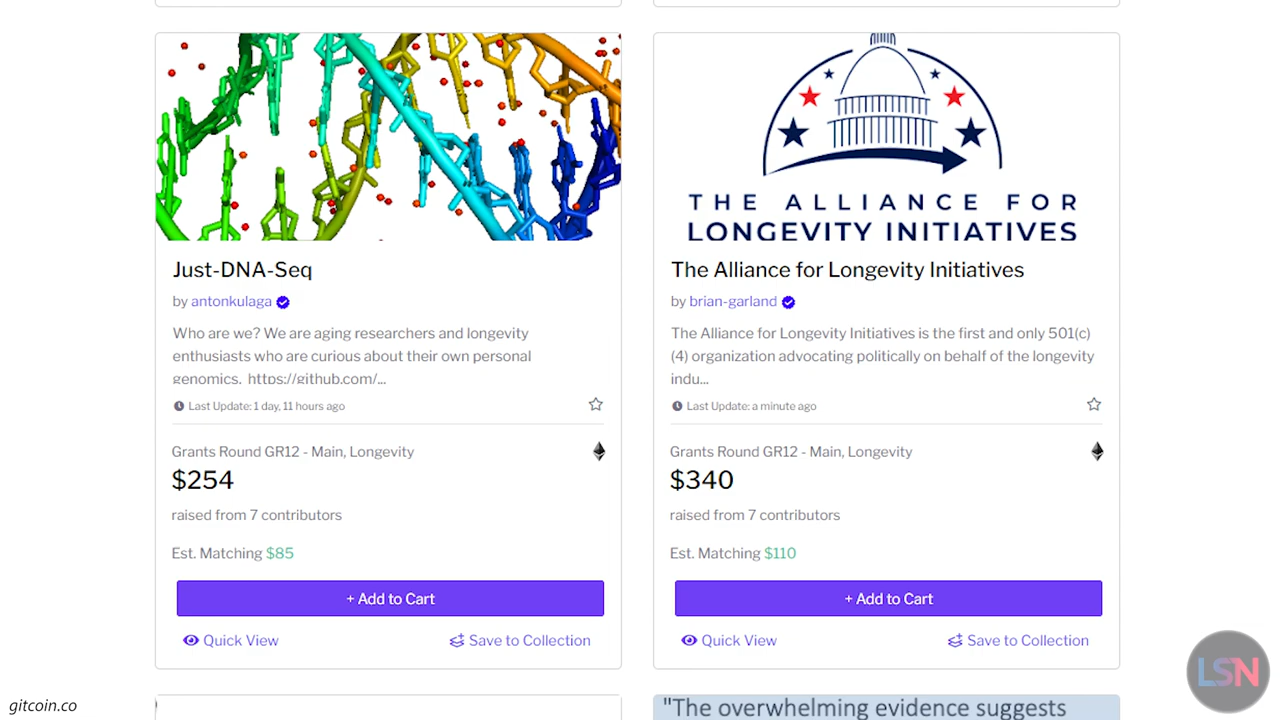 THE ALLIANCE FOR
LONGEVITY INITIATIVES
Just-DNA-Seq
by antonkulaga
Who are we? We are aging researchers and longevity
enthusiasts who are curious about their own personal
genomics. https://github.com/...
Last Update: 1 day, 11 hours ago
Grants Round GR12 - Main, Longevity
$254
raised from 7 contributors
Est. Matching $85
+ Add to Cart
Quick View
Save to Collection
The Alliance for Longevity Initiatives
by brian-garland
The Alliance for Longevity Initiatives is the first and only 501(c)
(4) organization advocating politically on behalf of the longevity
indu...
Last Update: a minute ago
Grants Round GR12 - Main, Longevity
$340
raised from 7 contributors
Est. Matching $110
+ Add to Cart
Quick View
Save to Collection
"The overwhelming evidence suggests
gitcoin.co
LSN